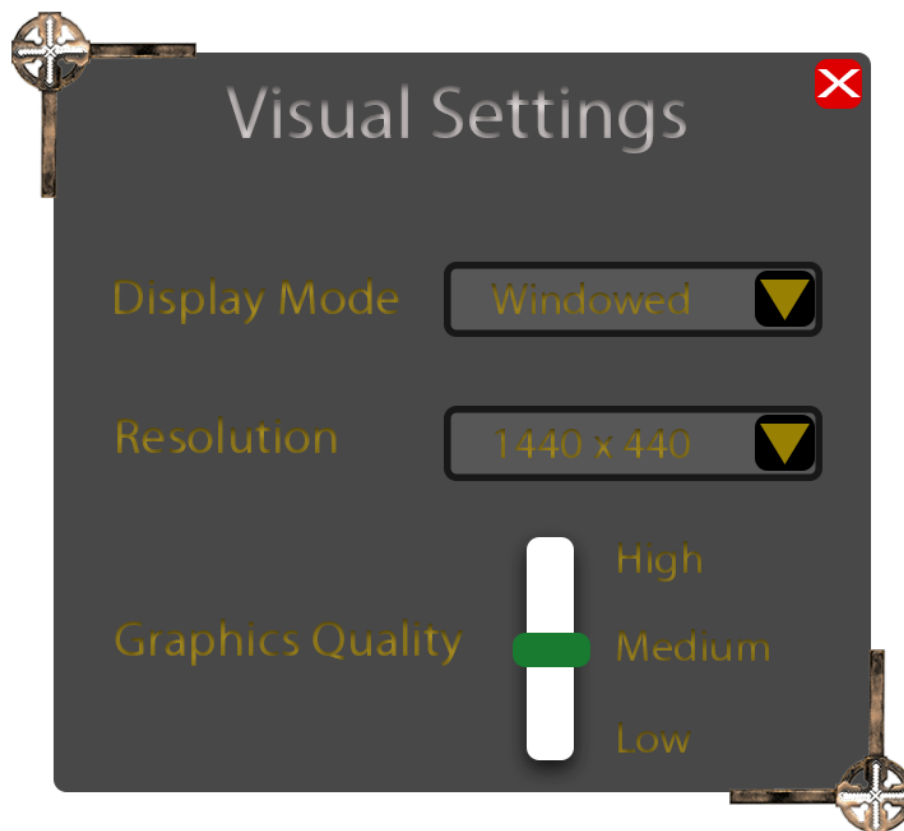 Visual Settings
Display Mode
Windowed
Resolution
1440 x 440
Graphics Quality
High
Medium
Low